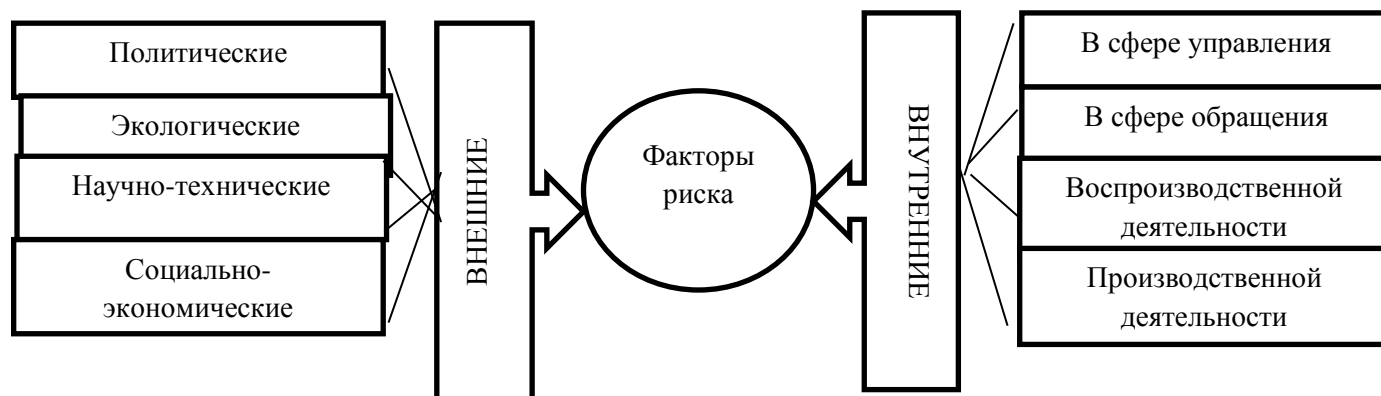 Политические
Экологические
Научно-технические
Социально-
экономические
ВНЕШНИЕ
Факторы
риска
ВНУТРЕННИЕ
В сфере управления
В сфере обращения
Воспроизводственной
деятельности
Производственной
деятельности